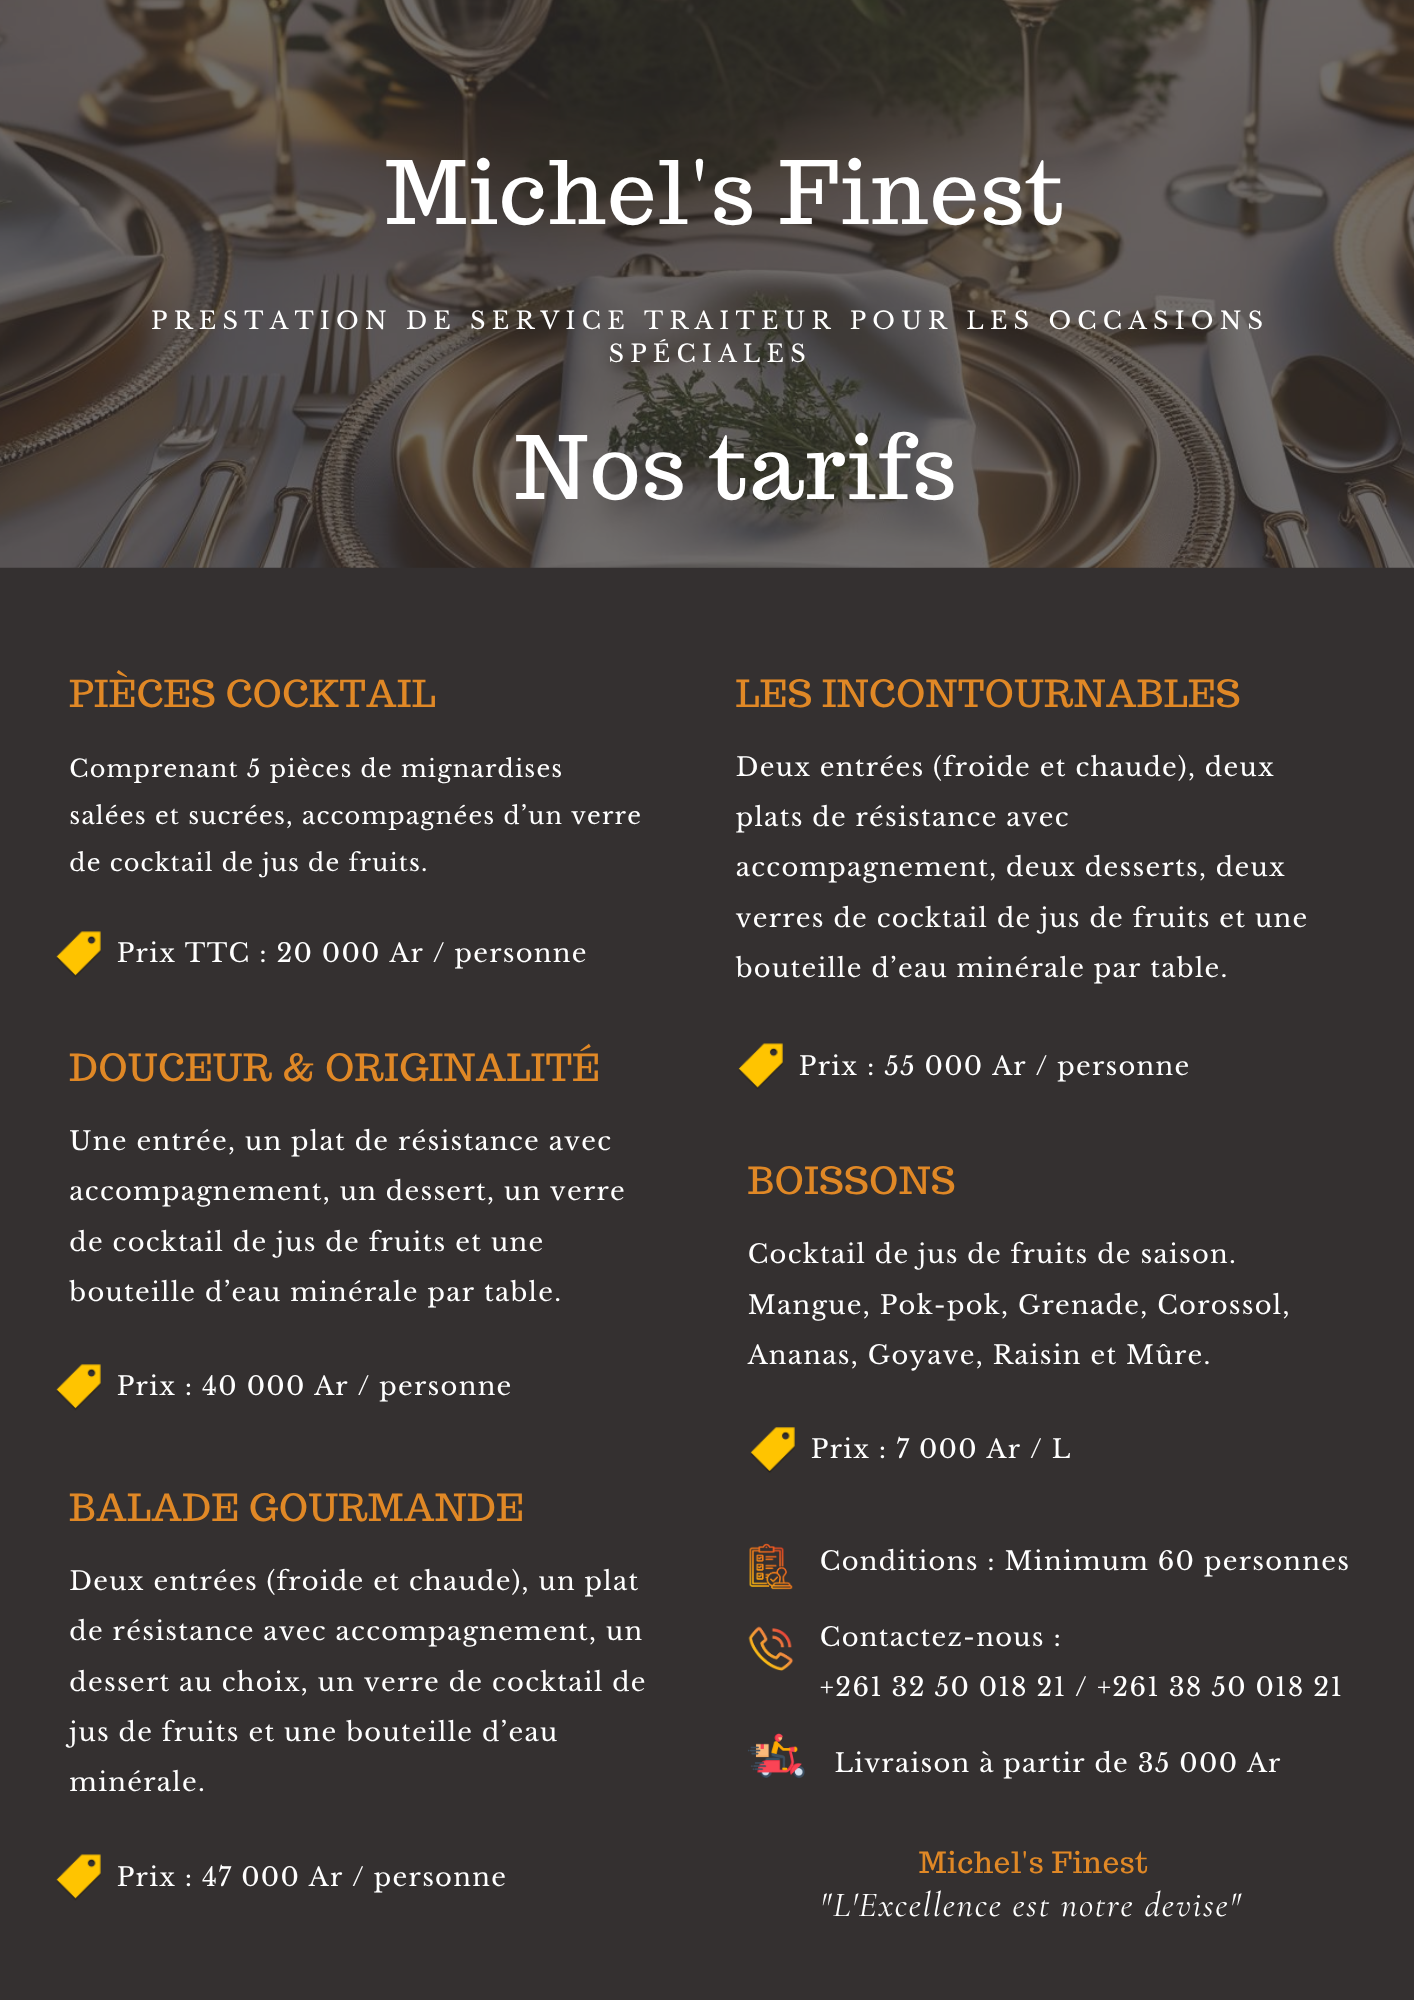 Michel's Finest
PRESTATION DE SERVICE TRAITEUR POUR LES OCCASIONS
SPÉCIALES
Nos tarifs
PIÈCES COCKTAIL
Comprenant 5 pièces de mignardises
salées et sucrées, accompagnées d’un verre
de cocktail de jus de fruits.
Prix TTC : 20 000 Ar / personne
DOUCEUR & ORIGINALITÉ
Une entrée, un plat de résistance avec
accompagnement, un dessert, un verre
de cocktail de jus de fruits et une
bouteille d’eau minérale par table.
Prix : 40 000 Ar / personne
BALADE GOURMANDE
Deux entrées (froide et chaude), un plat
de résistance avec accompagnement, un
dessert au choix, un verre de cocktail de
jus de fruits et une bouteille d’eau
minérale.
Prix : 47 000 Ar / personne
LES INCONTOURNABLES
Deux entrées (froide et chaude), deux
plats de résistance avec
accompagnement, deux desserts, deux
verres de cocktail de jus de fruits et une
bouteille d’eau minérale par table.
Prix : 55 000 Ar / personne
BOISSONS
Cocktail de jus de fruits de saison.
Mangue, Pok-pok, Grenade, Corossol,
Ananas, Goyave, Raisin et Mûre.
Prix : 7 000 Ar / L
Conditions : Minimum 60 personnes
Contactez-nous :
+261 32 50 018 21 / +261 38 50 018 21
Livraison à partir de 35 000 Ar
Michel's Finest
"L'Excellence est notre devise"